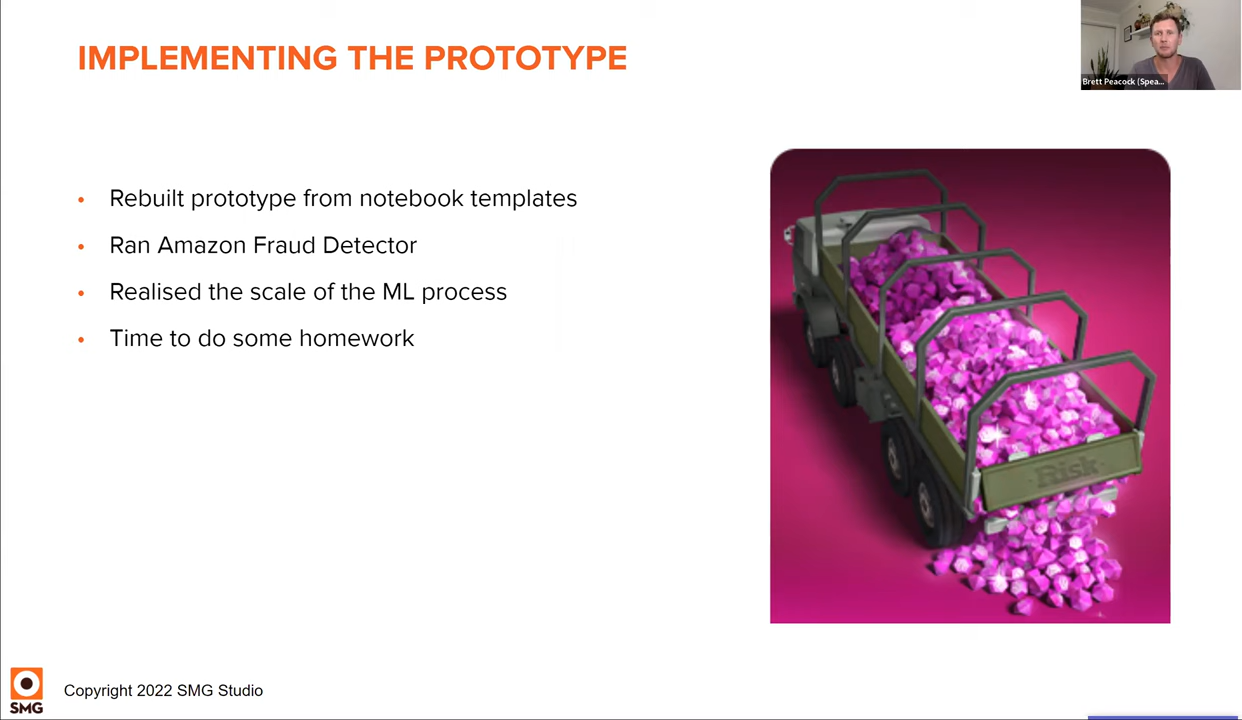 IMPLEMENTING THE PROTOTYPE
Brett Peacock (Spea...
• Rebuilt prototype from notebook templates
• Ran Amazon Fraud Detector
• Realised the scale of the ML process
• Time to do some homework
Risk
SMG
Copyright 2022 SMG Studio